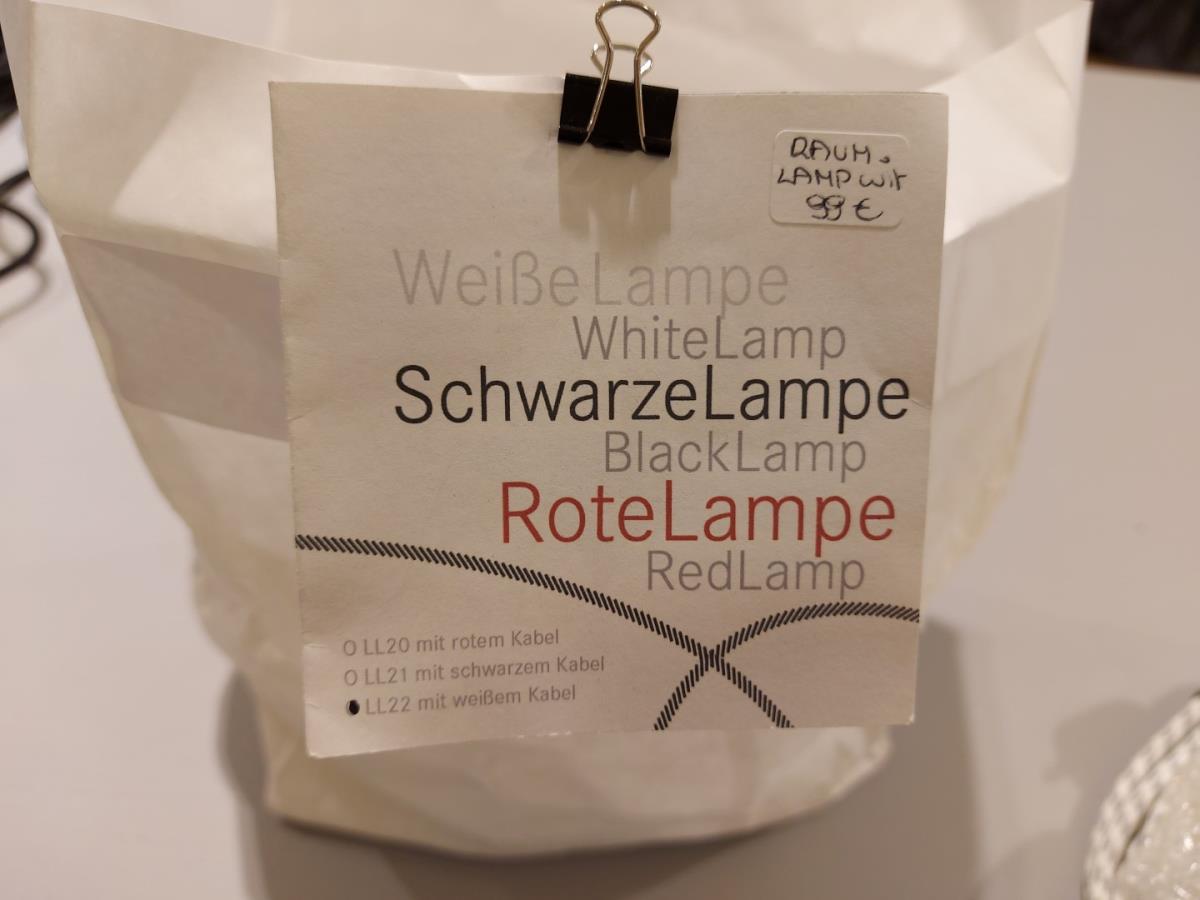 RAUM.
LAMP wit
99 €
WeißeLampe
WhiteLamp
SchwarzeLampe
BlackLamp
RoteLampe
RedLamp
O LL20 mit rotem Kabel
O LL21 mit schwarzem Kabel
● LL22 mit weißem Kabel